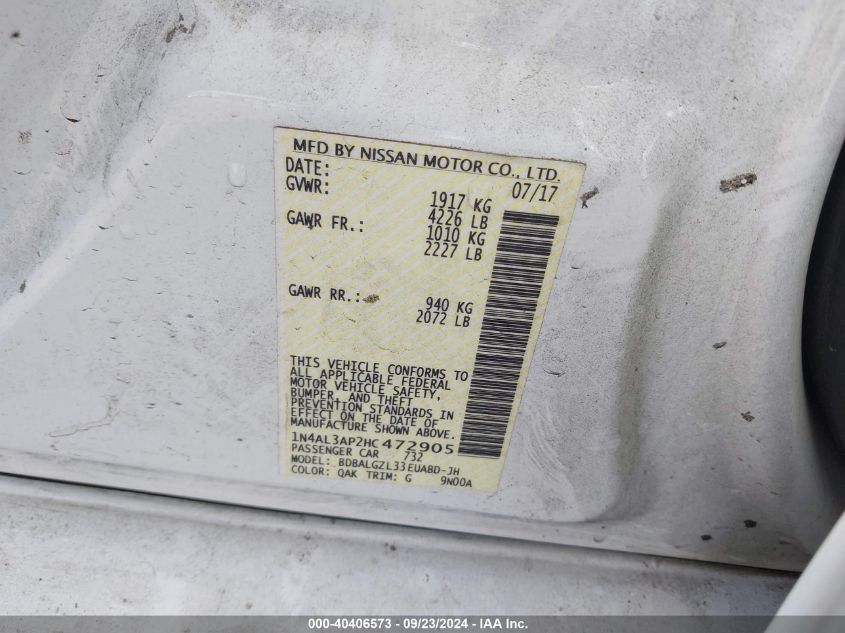 MFD BY NISSAN MOTOR CO., LTD.
DATE: 07/17
GVWR: 1917 KG
4226 LB
GAWR FR.: 1010 KG
2227 LB
GAWR RR.: 940 KG
2072 LB
THIS VEHICLE CONFORMS TO
ALL APPLICABLE FEDERAL
MOTOR VEHICLE SAFETY,
BUMPER, AND THEFT
PREVENTION STANDARDS IN
EFFECT ON THE DATE OF
MANUFACTURE SHOWN ABOVE.
1N4AL3AP2HC472905
PASSENGER CAR 732
MODEL: BDBALGZL33EUABD-JH
COLOR: QAK TRIM: G 9N00A
000-40406573 - 09/23/2024 - IAA Inc.